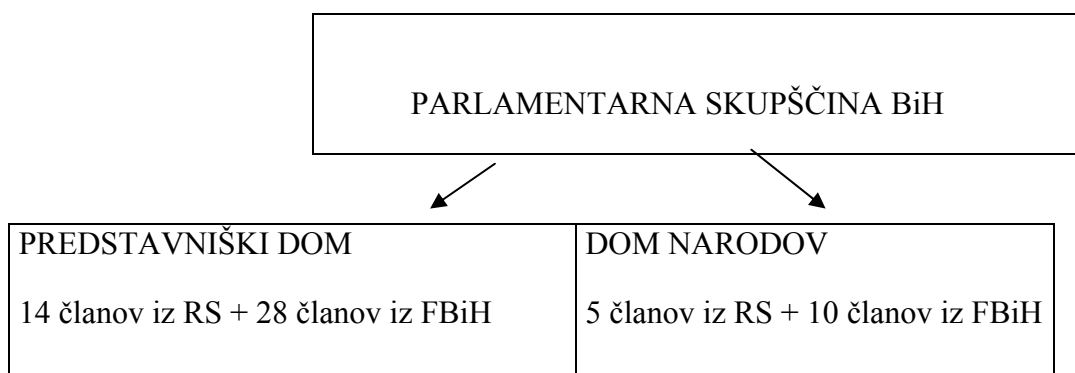 PARLAMENTARNA SKUPŠČINA BiH
PREDSTAVNIŠKI DOM
14 članov iz RS + 28 članov iz FBiH
DOM NARODOV
5 članov iz RS + 10 članov iz FBiH